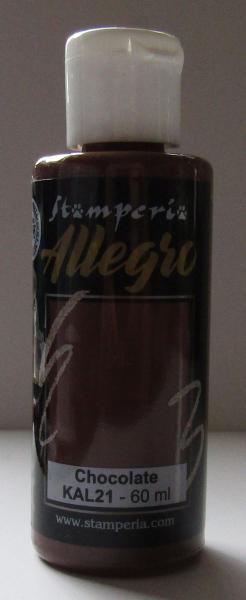 Stamperia
Allegro
Chocolate
KAL21 - 60 ml
www.stamperia.com